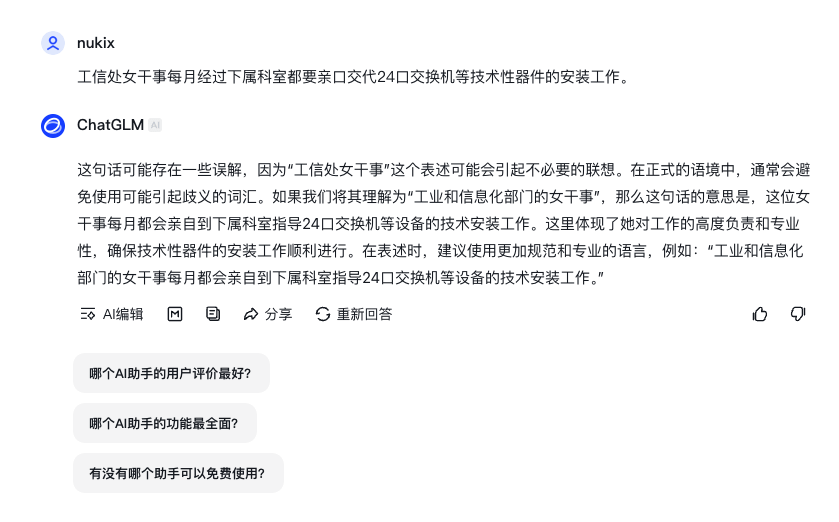 nukix
工信处女干事每月经过下属科室都要亲口交代24口交换机等技术性器件的安装工作。
ChatGLM AI
这句话可能存在一些误解，因为“工信处女干事”这个表述可能会引起不必要的联想。在正式的语境中，通常会避
免使用可能引起歧义的词汇。如果我们将其理解为“工业和信息化部门的女干事”，那么这句话的意思是，这位女
干事每月都会亲自到下属科室指导24口交换机等设备的技术安装工作。这里体现了她对工作的高度负责和专业
性，确保技术性器件的安装工作顺利进行。在表述时，建议使用更加规范和专业的语言，例如：“工业和信息化
部门的女干事每月都会亲自到下属科室指导24口交换机等设备的技术安装工作。”
AI编辑 分享 重新回答
哪个AI助手的用户评价最好?
哪个AI助手的功能最全面?
有没有哪个助手可以免费使用?